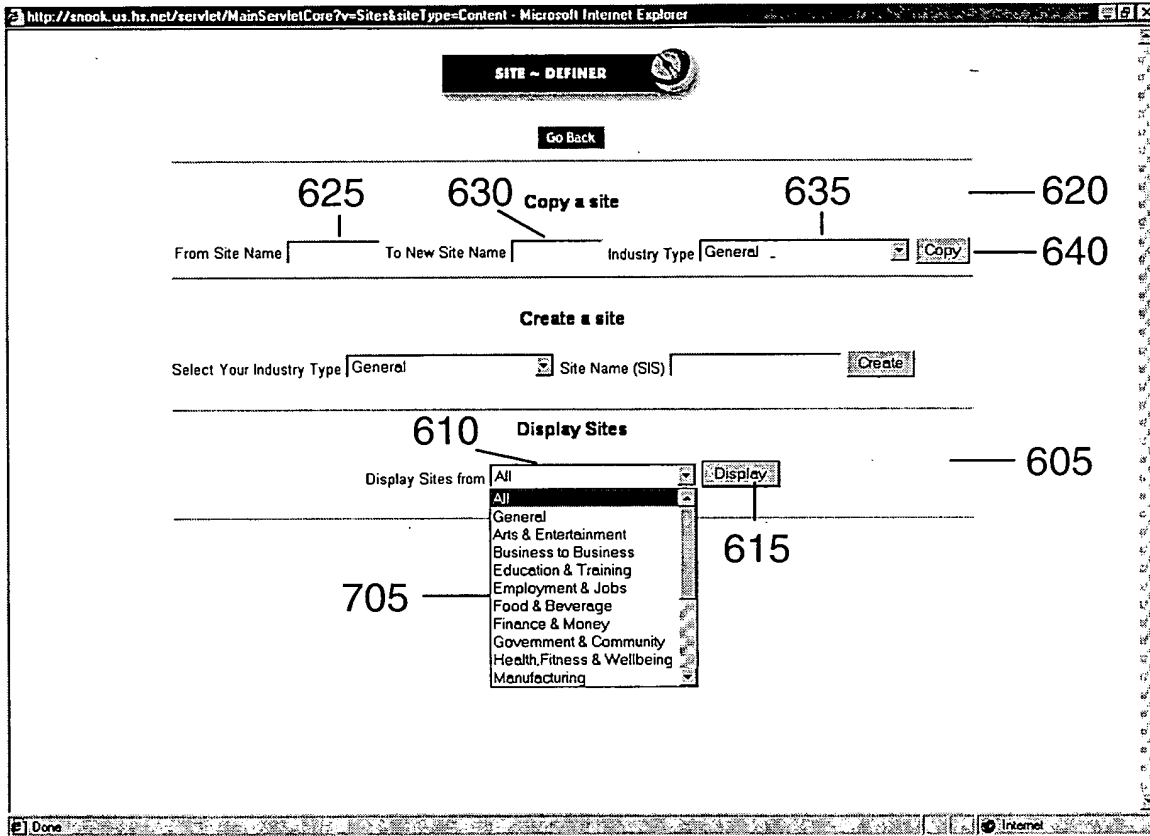 http://snook.us.hs.net/servlet/MainServletCore?v=Sites&siteType=Content - Microsoft Internet Explorer
SITE ~ DEFINER
Go Back
625 630 635 620
Copy a site
From Site Name To New Site Name Industry Type General Copy 640
Create a site
Select Your Industry Type General Site Name (SIS) Create
610 Display Sites
605
Display Sites from All Display
All
General
Arts & Entertainment
Business to Business
615
Education & Training
Employment & Jobs
705
Food & Beverage
Finance & Money
Government & Community
Health,Fitness & Wellbeing
Manufacturing
Done Internet